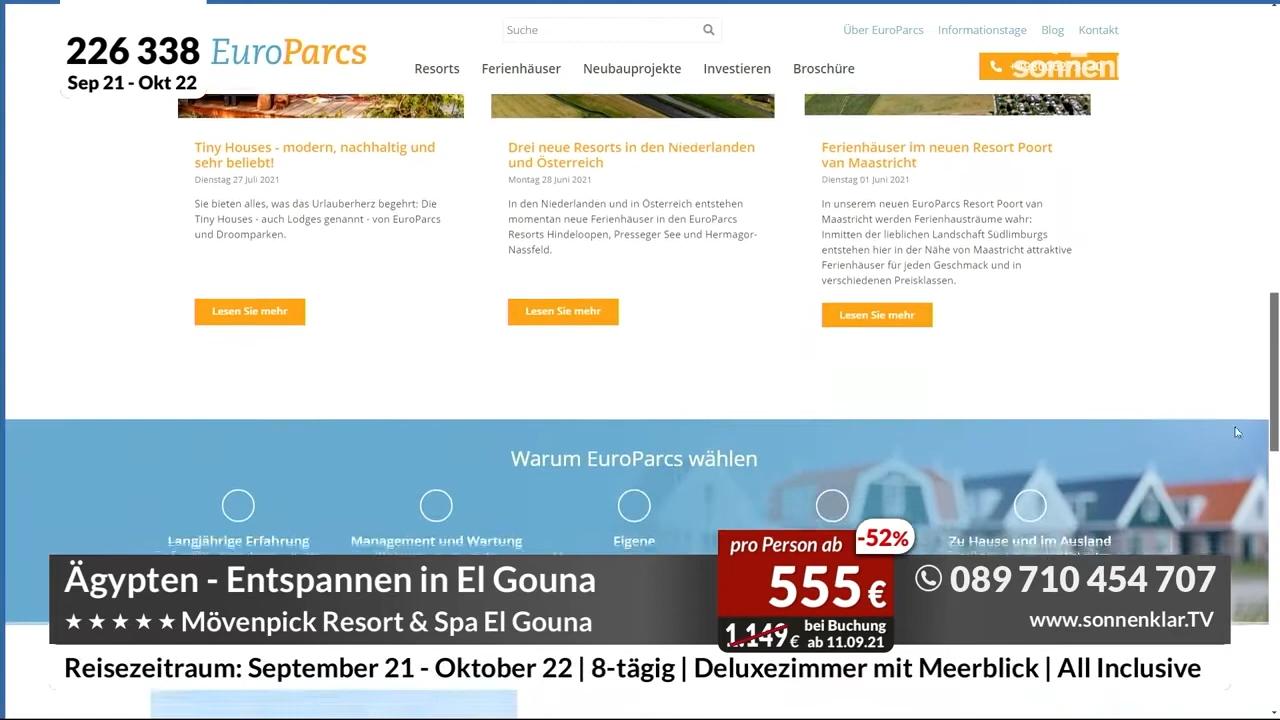 226 338
Sep 21 - Okt 22
EuroParcs
Suche
Über EuroParcs
Informationstage
Blog
Kontakt
Resorts
Ferienhäuser
Neubauprojekte
Investieren
Broschüre
sonnenk
Tiny Houses - modern, nachhaltig und
sehr beliebt!
Dienstag 27 Juli 2021
Sie bieten alles, was das Urlauberherz begehrt: Die
Tiny Houses - auch Lodges genannt - von EuroParcs
und Droomparken.
Lesen Sie mehr
Drei neue Resorts in den Niederlanden
und Österreich
Montag 28 Juni 2021
In den Niederlanden und in Österreich entstehen
momentan neue Ferienhäuser in den EuroParcs
Resorts Hindeloopen, Presseger See und Hermagor-
Nassfeld.
Lesen Sie mehr
Ferienhäuser im neuen Resort Poort
van Maastricht
Dienstag 01 Juni 2021
In unserem neuen EuroParcs Resort Poort van
Maastricht werden Ferienhausträume wahr:
Inmitten der lieblichen Landschaft Südlimburgs
entstehen hier in der Nähe von Maastricht attraktive
Ferienhäuser für jeden Geschmack und in
verschiedenen Preisklassen.
Lesen Sie mehr
Warum EuroParcs wählen
Langjährige Erfahrung
Management und Wartung
Eigene
Zu Hause und im Ausland
Ägypten - Entspannen in El Gouna
★★★★★ Mövenpick Resort & Spa El Gouna
pro Person ab
-52%
555 €
1.149 €
bei Buchung
ab 11.09.21
089 710 454 707
www.sonnenklar.TV
Reisezeitraum: September 21 - Oktober 22 | 8-tägig | Deluxezimmer mit Meerblick | All Inclusive